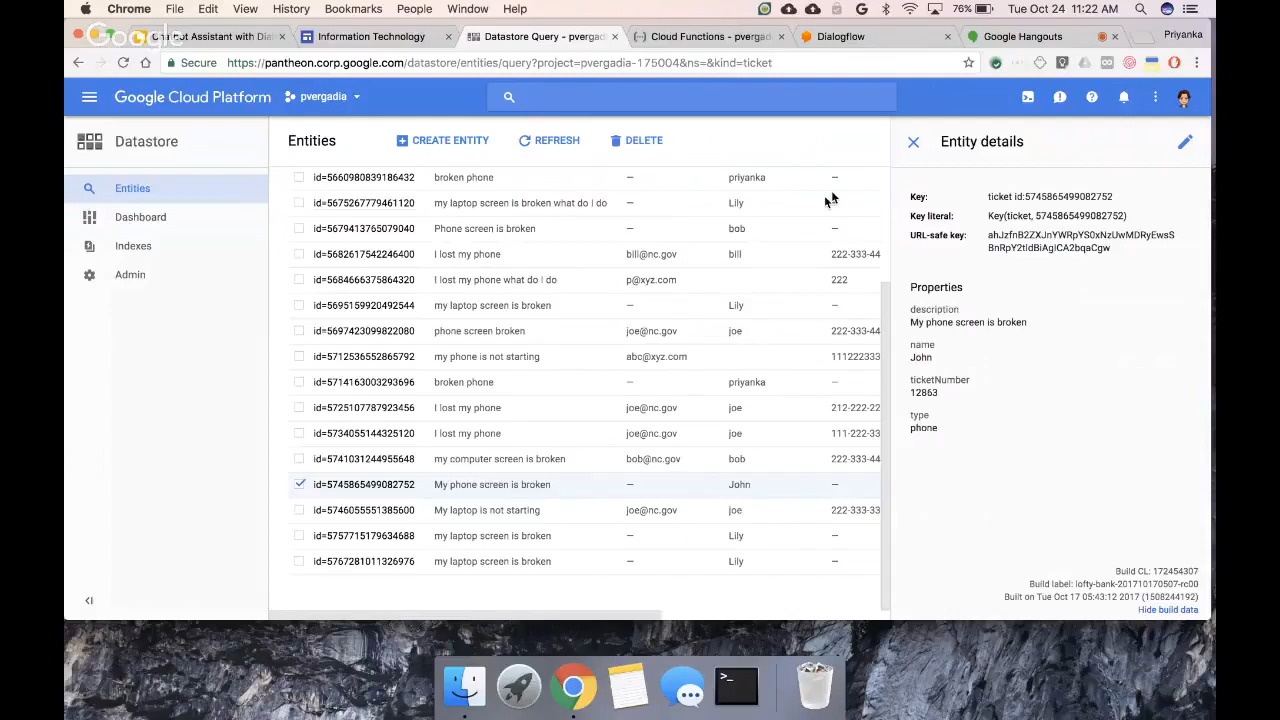 Chrome File Edit View History Bookmarks People Window Help 76% Tue Oct 24 11:22 AM
Google
Assistant with Information Technology Datastore Query - pvergad Cloud Functions - pvergadia Dialogflow Google Hangouts Priyanka
Secure https://pantheon.corp.google.com/datastore/entities/query?project=pvergadia-175004&ns=&kind=ticket
Google Cloud Platform pvergadia
Datastore Entities CREATE ENTITY REFRESH DELETE Entity details
Entities
Dashboard
Indexes
Admin
id=5660980839186432 broken phone – priyanka –
id=5675267779461120 my laptop screen is broken what do I do – Lily –
id=5679413765079040 Phone screen is broken – bob –
id=5682617542246400 I lost my phone bill@nc.gov bill 222-333-44
id=5684666375864320 I lost my phone what do I do p@xyz.com 222
id=5695159920492544 my laptop screen is broken – Lily –
id=5697423099822080 phone screen broken joe@nc.gov joe 222-333-44
id=5712536552865792 my phone is not starting abc@xyz.com 111222333
id=5714163003293696 broken phone – priyanka –
id=5725107787923456 I lost my phone joe@nc.gov joe 212-222-22
id=5734055144325120 I lost my phone joe@nc.gov joe 111-222-33
id=5741031244955648 my computer screen is broken bob@nc.gov bob 222-333-44
id=5745865499082752 My phone screen is broken – John –
id=5746055551385600 My laptop is not starting joe@nc.gov joe 222-333-33
id=5757715179634688 my laptop screen is broken – Lily –
id=5767281011326976 my laptop screen is broken – Lily –
Key: ticket id:5745865499082752
Key literal: Key(ticket, 5745865499082752)
URL-safe key: ahJzfnB2ZXJnYWRpYS0xNzUwMDRyEwsS
BnRpY2tldBiAgICA2bqaCgw
Properties
description
My phone screen is broken
name
John
ticketNumber
12863
type
phone
Build CL: 172454307
Build label: lofty-bank-201710170507-rc00
Built on Tue Oct 17 05:43:12 2017 (1508244192)
Hide build data